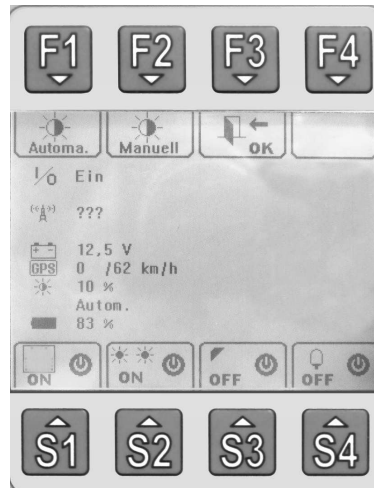 F1 F2 F3 F4
Automa. Manuell OK
I/O Ein
???
+ - 12,5 V
GPS 0 /62 km/h
10 %
Autom.
83 %
ON ON OFF OFF
S1 S2 S3 S4